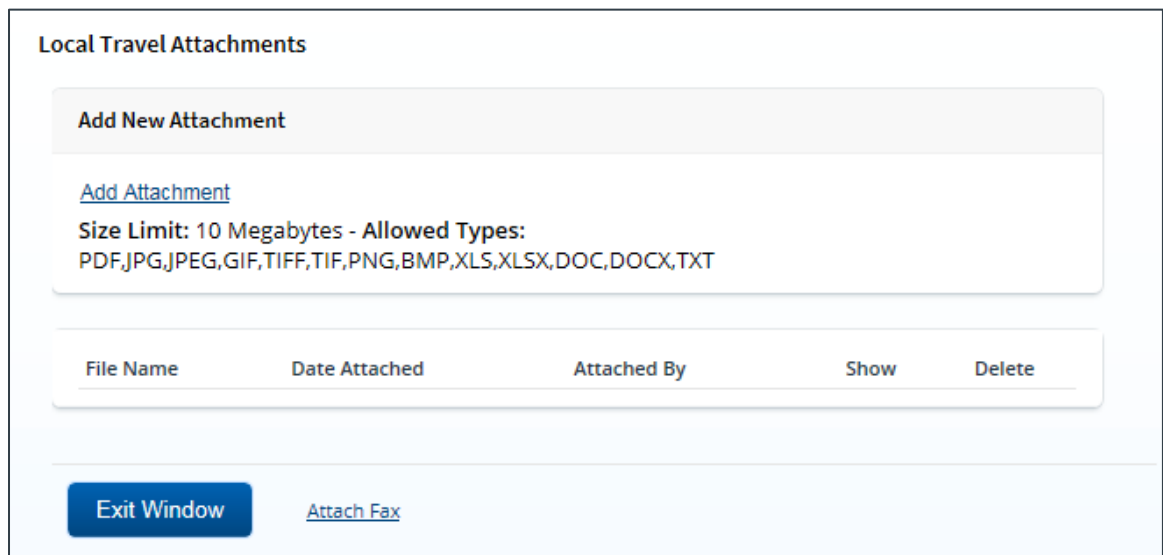 Local Travel Attachments
Add New Attachment
Add Attachment
Size Limit: 10 Megabytes - Allowed Types:
PDF,JPG,JPEG,GIF,TIFF,TIF,PNG,BMP,XLS,XLSX,DOC,DOCX,TXT
File Name Date Attached Attached By Show Delete
Exit Window Attach Fax